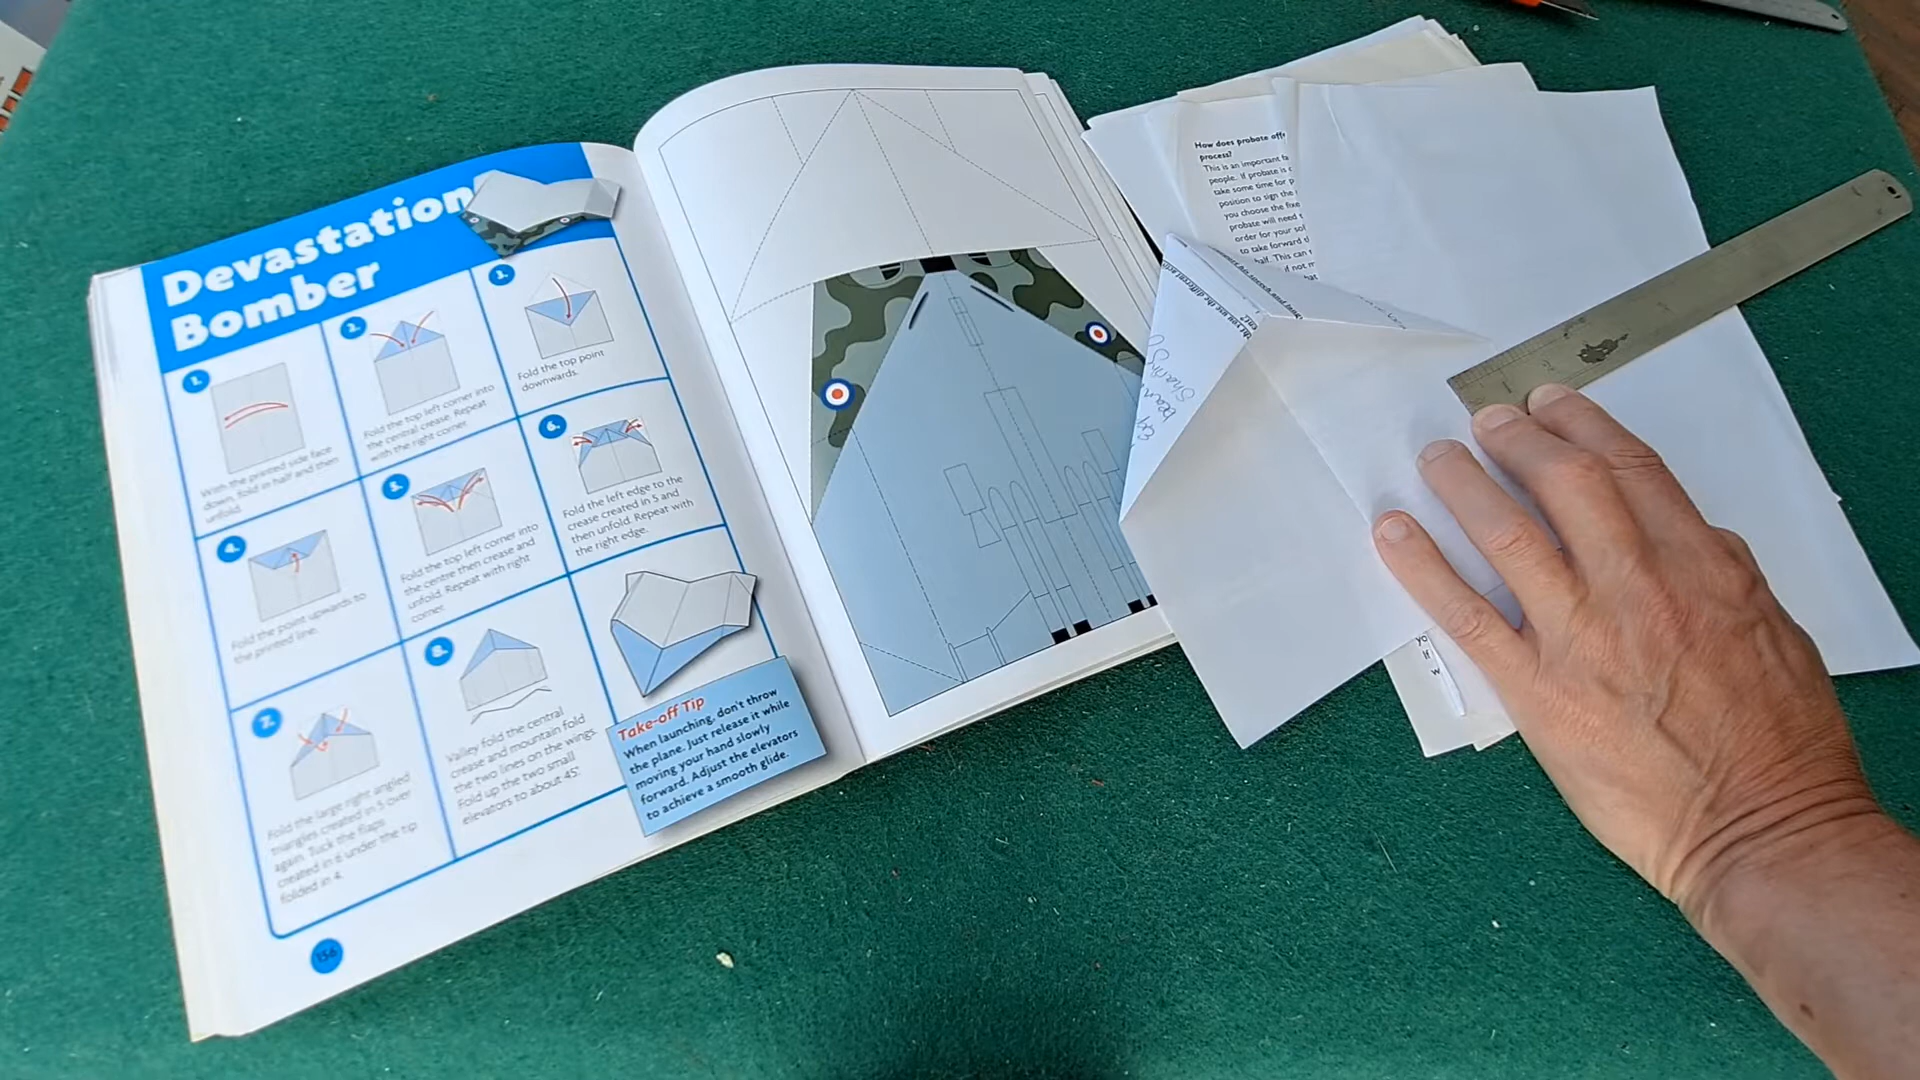 Devastation
Bomber
1.
With the printed side face
down, fold in half and then
unfold.
2.
Fold the top left corner into
the central crease. Repeat
with the right corner.
3.
Fold the top point
downwards.
4.
Fold the point upwards to
the printed line.
5.
Fold the top left corner into
the centre then crease and
unfold. Repeat with right
corner.
6.
Fold the left edge to the
crease created in 5 and
then unfold. Repeat with
the right edge.
7.
Fold the large right angled
triangles created in 5 over
again. Tuck the flaps
created in 6 under the tip
folded in 4.
8.
Valley fold the central
crease and mountain fold
the two lines on the wings.
Fold up the two small
elevators to about 45°.
Take-off Tip
When launching, don't throw
the plane. Just release it while
moving your hand slowly
forward. Adjust the elevators
to achieve a smooth glide.
156
How does probate
process?
This is an important
people. If probate is
take some time for
position to sign the
you choose the
probate will need
order for your
to take forward
half. This can
if not
yo
If
w